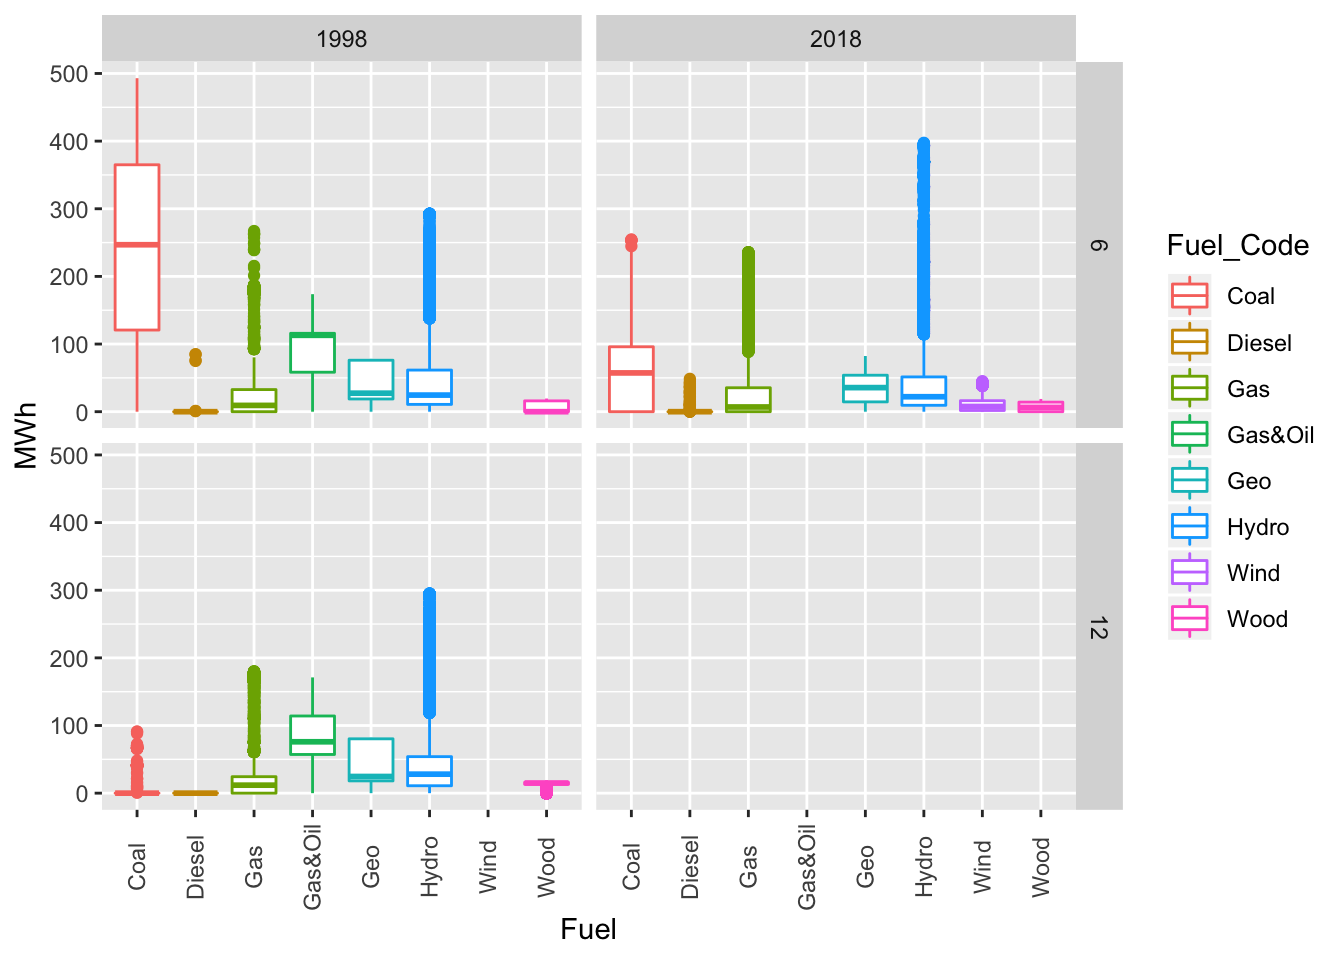 1998
2018
500
400
300
200
100
0
6
500
400
300
200
100
0
12
MWh
Coal
Diesel
Gas
Gas&Oil
Geo
Hydro
Wind
Wood
Coal
Diesel
Gas
Gas&Oil
Geo
Hydro
Wind
Wood
Fuel
Fuel_Code
Coal
Diesel
Gas
Gas&Oil
Geo
Hydro
Wind
Wood